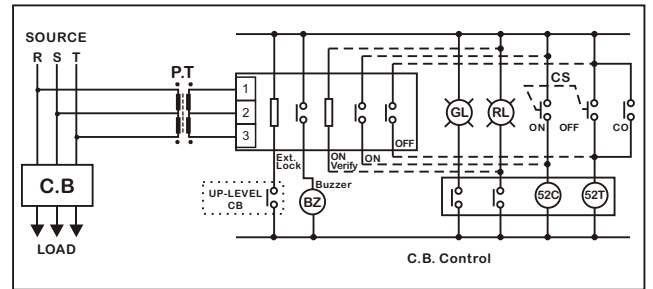 SOURCE
R S T
P.T
1
2
3
C.B
LOAD
Ext.
Lock
ON
Verify
ON
OFF
Buzzer
UP-LEVEL
CB
BZ
GL
RL
CS
ON
OFF
CO
52C
52T
C.B. Control